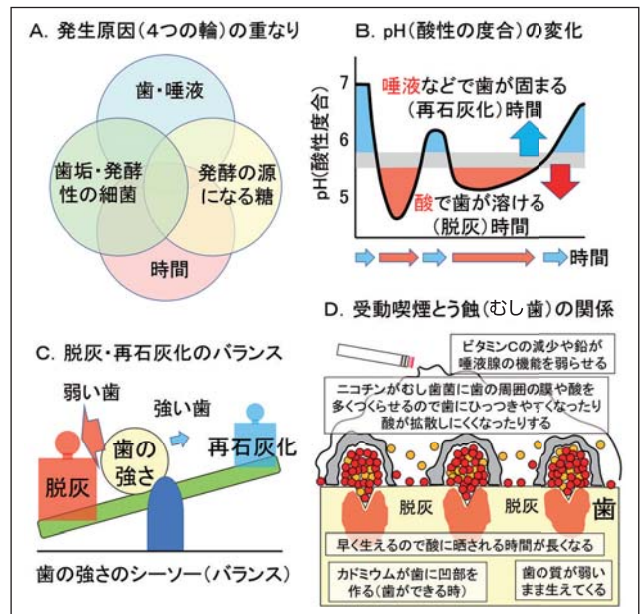 A. 発生原因(4つの輪)の重なり
歯・唾液
歯垢・発酵
性の細菌
発酵の源
になる糖
時間
B. pH(酸性の度合)の変化
pH(酸性度合)
7
6
5
唾液などで歯が固まる
(再石灰化)時間
酸で歯が溶ける
(脱灰)時間
時間
C. 脱灰・再石灰化のバランス
弱い歯
強い歯
歯の
強さ
再石灰化
脱灰
歯の強さのシーソー(バランス)
D. 受動喫煙とう蝕(むし歯)の関係
ビタミンCの減少や鉛が
唾液腺の機能を弱らせる
ニコチンがむし歯菌に歯の周囲の膜や酸を
多くつくらせるので歯にひっつきやすくなったり
酸が拡散しにくくなったりする
脱灰
脱灰
歯
早く生えるので酸に晒される時間が長くなる
カドミウムが歯に凹部を
作る(歯ができる時)
歯の質が弱い
まま生えてくる